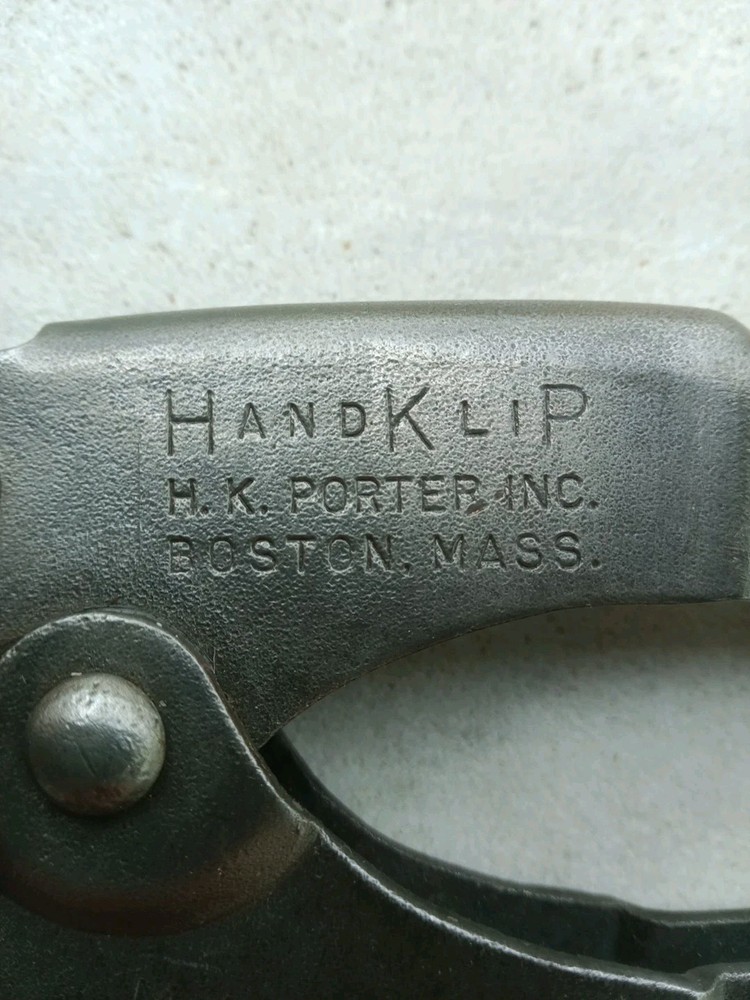 HANDKLIP
H. K. PORTER INC.
BOSTON, MASS.